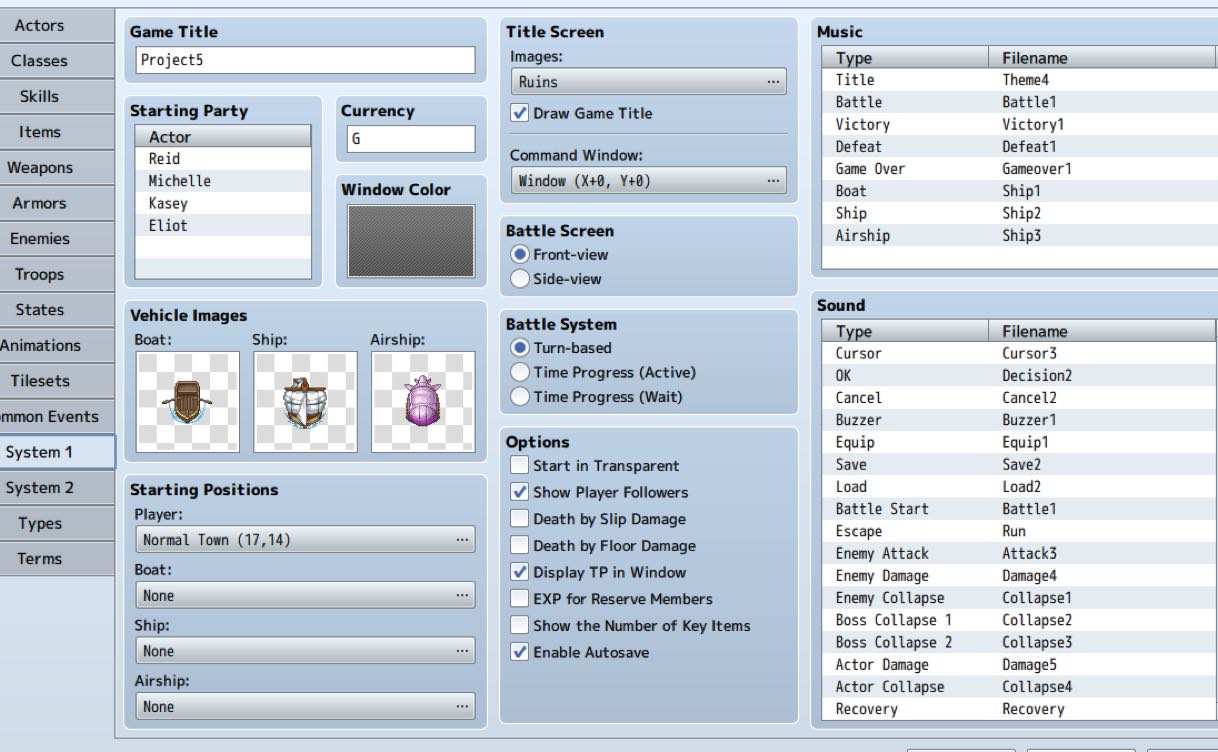 Actors
Classes
Skills
Items
Weapons
Armors
Enemies
Troops
States
Animations
Tilesets
ommon Events
System 1
System 2
Types
Terms
Game Title
Project5
Starting Party
Actor
Reid
Michelle
Kasey
Eliot
Currency
G
Window Color
Vehicle Images
Boat: Ship: Airship:
Starting Positions
Player:
Normal Town (17,14) ...
Boat:
None ...
Ship:
None ...
Airship:
None ...
Title Screen
Images:
Ruins ...
Draw Game Title
Command Window:
Window (X+0, Y+0) ...
Battle Screen
Front-view
Side-view
Battle System
Turn-based
Time Progress (Active)
Time Progress (Wait)
Options
Start in Transparent
Show Player Followers
Death by Slip Damage
Death by Floor Damage
Display TP in Window
EXP for Reserve Members
Show the Number of Key Items
Enable Autosave
Music
Type Filename
Title Theme4
Battle Battle1
Victory Victory1
Defeat Defeat1
Game Over Gameover1
Boat Ship1
Ship Ship2
Airship Ship3
Sound
Type Filename
Cursor Cursor3
OK Decision2
Cancel Cancel2
Buzzer Buzzer1
Equip Equip1
Save Save2
Load Load2
Battle Start Battle1
Escape Run
Enemy Attack Attack3
Enemy Damage Damage4
Enemy Collapse Collapse1
Boss Collapse 1 Collapse2
Boss Collapse 2 Collapse3
Actor Damage Damage5
Actor Collapse Collapse4
Recovery Recovery